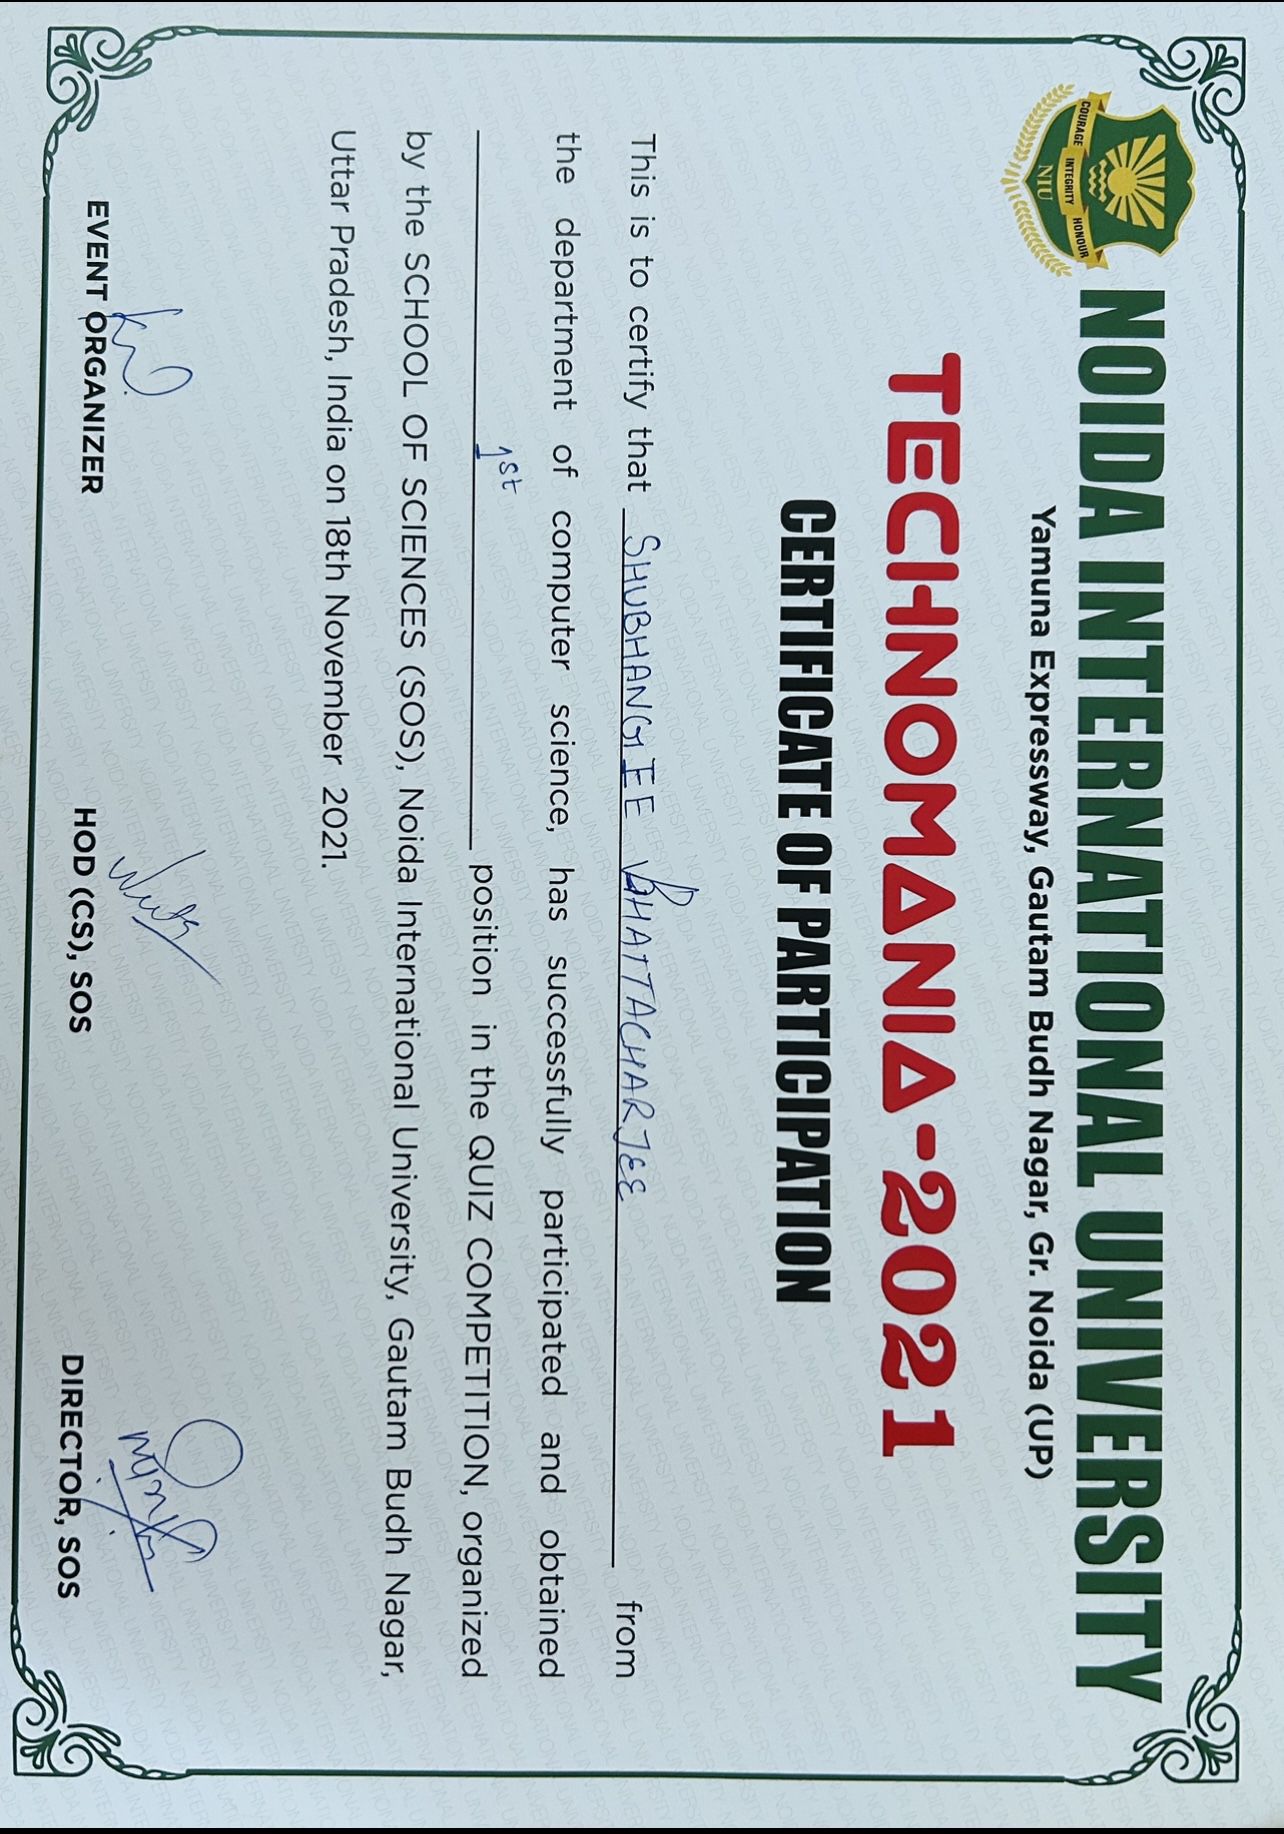 NOIDA INTERNATIONAL UNIVERSITY
COURAGE INTEGRITY HONOUR
NIU
Yamuna Expressway, Gautam Budh Nagar, Gr. Noida (UP)
TECHNOMANIA-2021
CERTIFICATE OF PARTICIPATION
This is to certify that SHUBHANGIEE BHATTACHARJEE from
the department of computer science, has successfully participated and obtained
1st position in the QUIZ COMPETITION, organized
by the SCHOOL OF SCIENCES (SOS), Noida International University, Gautam Budh Nagar,
Uttar Pradesh, India on 18th November 2021.
EVENT ORGANIZER HOD (CS), SOS DIRECTOR, SOS